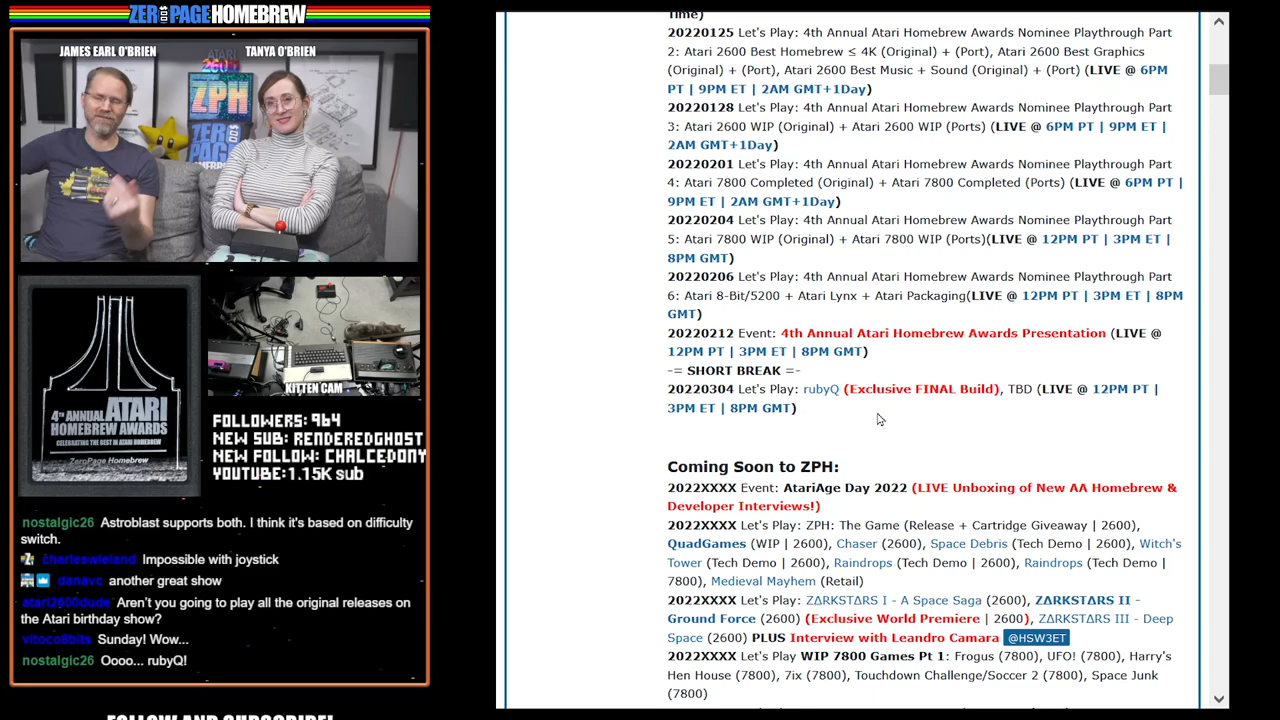 ZEROPAGE HOMEBREW
JAMES EARL O'BRIEN
TANYA O'BRIEN
ATARI
2600
ZPH
ZERO
PAGE
4TH ANNUAL ATARI
HOMEBREW AWARDS
CELEBRATING THE BEST IN ATARI HOMEBREW
ZeroPage Homebrew
KITTEN CAM
FOLLOWERS: 964
NEW SUB: RENDEREDGHOST
NEW FOLLOW: CHALCEDONY
YOUTUBE: 1.15K sub
nostalgic26 Astroblast supports both. I think it's based on difficulty
switch.
charleswieland Impossible with joystick
danavc another great show
atari2600dude Aren't you going to play all the original releases on
the Atari birthday show?
vitoco8bits Sunday! Wow...
nostalgic26 Oooo... rubyQ!
FOLLOW AND SUBSCRIBE!
Time)
20220125 Let's Play: 4th Annual Atari Homebrew Awards Nominee Playthrough Part
2: Atari 2600 Best Homebrew ≤ 4K (Original) + (Port), Atari 2600 Best Graphics
(Original) + (Port), Atari 2600 Best Music + Sound (Original) + (Port) (LIVE @ 6PM
PT | 9PM ET | 2AM GMT+1Day)
20220128 Let's Play: 4th Annual Atari Homebrew Awards Nominee Playthrough Part
3: Atari 2600 WIP (Original) + Atari 2600 WIP (Ports) (LIVE @ 6PM PT | 9PM ET |
2AM GMT+1Day)
20220201 Let's Play: 4th Annual Atari Homebrew Awards Nominee Playthrough Part
4: Atari 7800 Completed (Original) + Atari 7800 Completed (Ports) (LIVE @ 6PM PT |
9PM ET | 2AM GMT+1Day)
20220204 Let's Play: 4th Annual Atari Homebrew Awards Nominee Playthrough Part
5: Atari 7800 WIP (Original) + Atari 7800 WIP (Ports)(LIVE @ 12PM PT | 3PM ET |
8PM GMT)
20220206 Let's Play: 4th Annual Atari Homebrew Awards Nominee Playthrough Part
6: Atari 8-Bit/5200 + Atari Lynx + Atari Packaging(LIVE @ 12PM PT | 3PM ET | 8PM
GMT)
20220212 Event: 4th Annual Atari Homebrew Awards Presentation (LIVE @
12PM PT | 3PM ET | 8PM GMT)
-= SHORT BREAK =-
20220304 Let's Play: rubyQ (Exclusive FINAL Build), TBD (LIVE @ 12PM PT |
3PM ET | 8PM GMT)
Coming Soon to ZPH:
2022XXXX Event: AtariAge Day 2022 (LIVE Unboxing of New AA Homebrew &
Developer Interviews!)
2022XXXX Let's Play: ZPH: The Game (Release + Cartridge Giveaway | 2600),
QuadGames (WIP | 2600), Chaser (2600), Space Debris (Tech Demo | 2600), Witch's
Tower (Tech Demo | 2600), Raindrops (Tech Demo | 2600), Raindrops (Tech Demo |
7800), Medieval Mayhem (Retail)
2022XXXX Let's Play: ZΔRKSTΔRS I - A Space Saga (2600), ZΔRKSTΔRS II -
Ground Force (2600) (Exclusive World Premiere | 2600), ZΔRKSTΔRS III - Deep
Space (2600) PLUS Interview with Leandro Camara @HSW3ET
2022XXXX Let's Play WIP 7800 Games Pt 1: Frogus (7800), UFO! (7800), Harry's
Hen House (7800), 7ix (7800), Touchdown Challenge/Soccer 2 (7800), Space Junk
(7800)